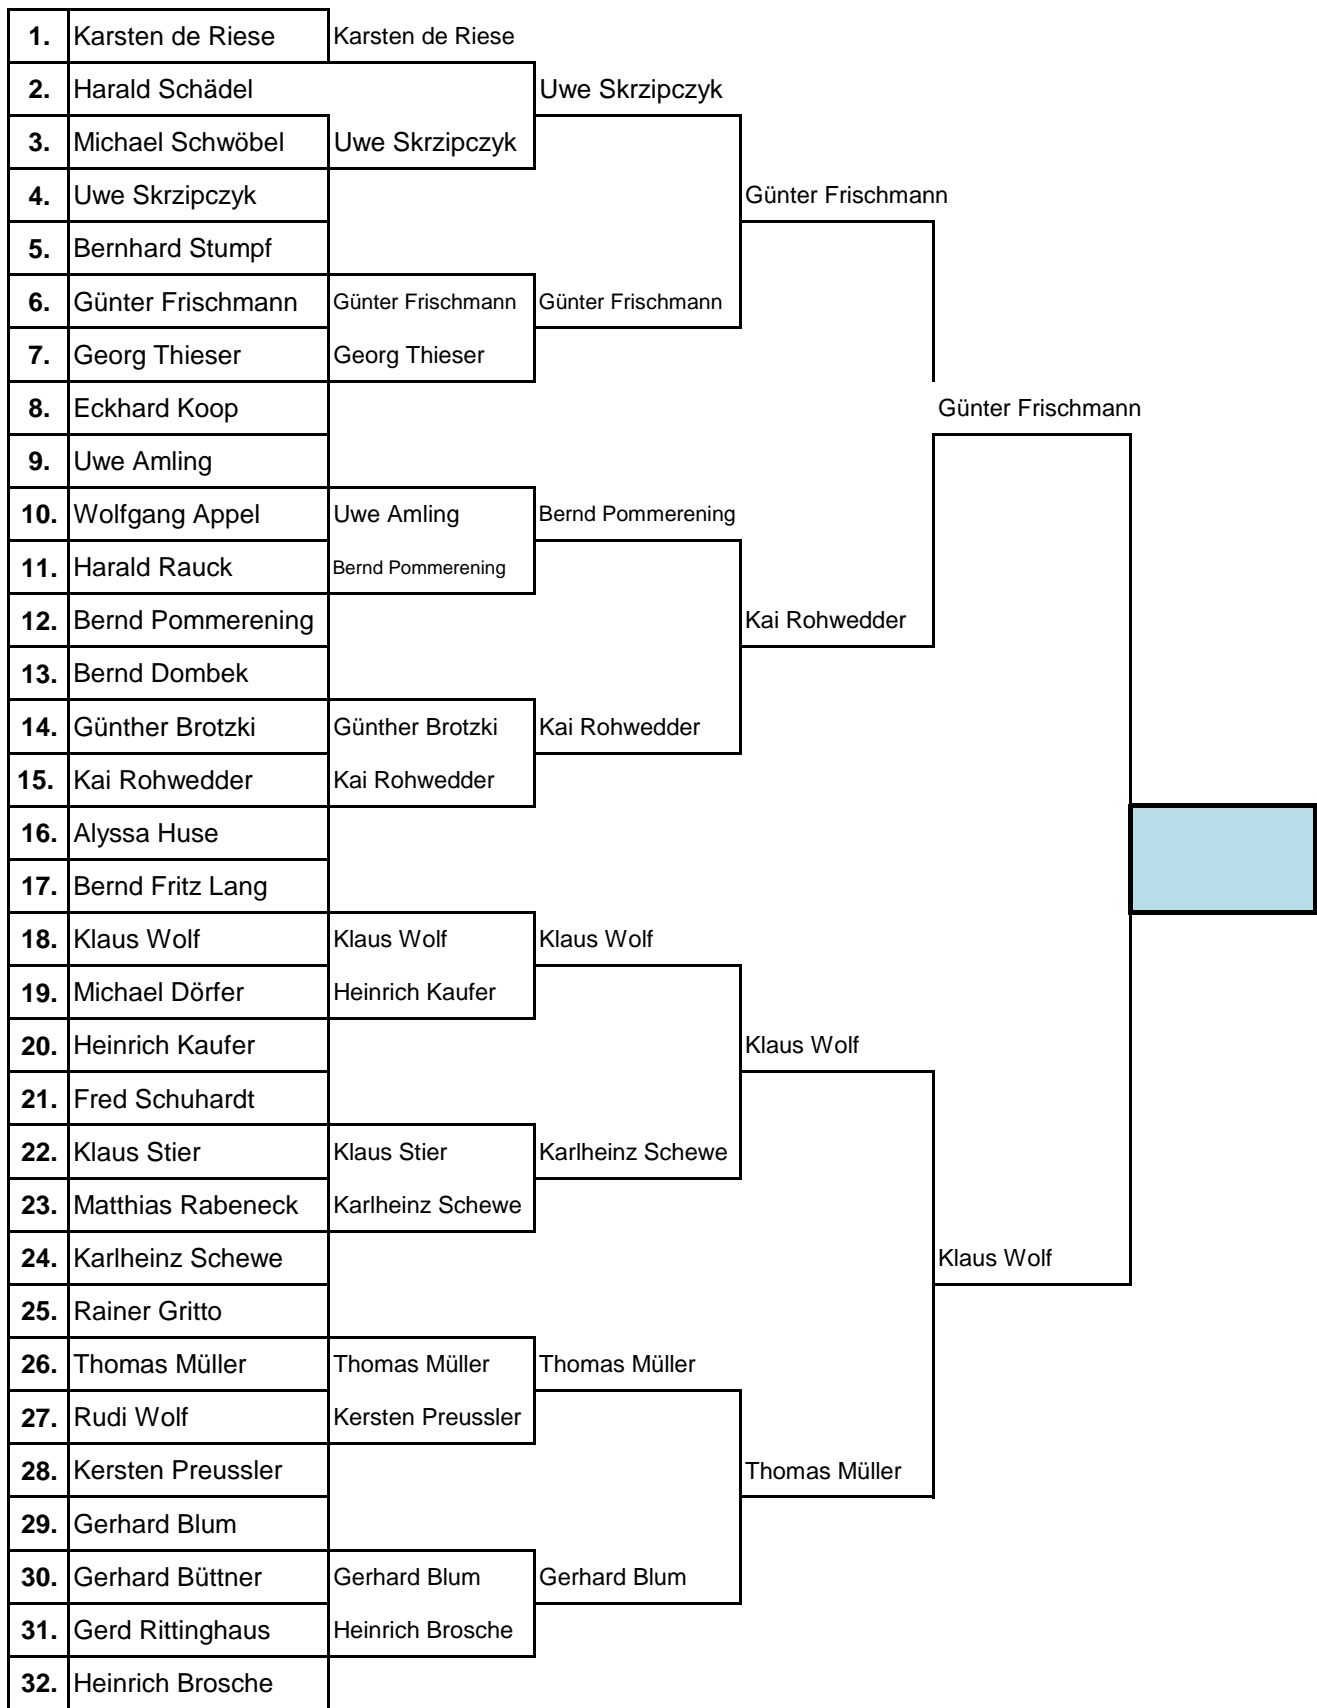 1. Karsten de Riese Karsten de Riese
2. Harald Schädel Uwe Skrzipczyk
3. Michael Schwöbel Uwe Skrzipczyk
4. Uwe Skrzipczyk Günter Frischmann
5. Bernhard Stumpf
6. Günter Frischmann Günter Frischmann Günter Frischmann
7. Georg Thieser Georg Thieser
8. Eckhard Koop Günter Frischmann
9. Uwe Amling
10. Wolfgang Appel Uwe Amling Bernd Pommerening
11. Harald Rauck Bernd Pommerening
12. Bernd Pommerening Kai Rohwedder
13. Bernd Dombek
14. Günther Brotzki Günther Brotzki Kai Rohwedder
15. Kai Rohwedder Kai Rohwedder
16. Alyssa Huse
17. Bernd Fritz Lang
18. Klaus Wolf Klaus Wolf Klaus Wolf
19. Michael Dörfer Heinrich Kaufer
20. Heinrich Kaufer Klaus Wolf
21. Fred Schuhardt
22. Klaus Stier Klaus Stier Karlheinz Schewe
23. Matthias Rabeneck Karlheinz Schewe
24. Karlheinz Schewe Klaus Wolf
25. Rainer Gritto
26. Thomas Müller Thomas Müller Thomas Müller
27. Rudi Wolf Kersten Preussler
28. Kersten Preussler Thomas Müller
29. Gerhard Blum
30. Gerhard Büttner Gerhard Blum Gerhard Blum
31. Gerd Rittinghaus Heinrich Brosche
32. Heinrich Brosche